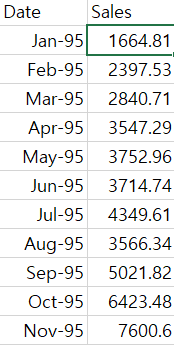 Date Sales
Jan-95 1664.81
Feb-95 2397.53
Mar-95 2840.71
Apr-95 3547.29
May-95 3752.96
Jun-95 3714.74
Jul-95 4349.61
Aug-95 3566.34
Sep-95 5021.82
Oct-95 6423.48
Nov-95 7600.6